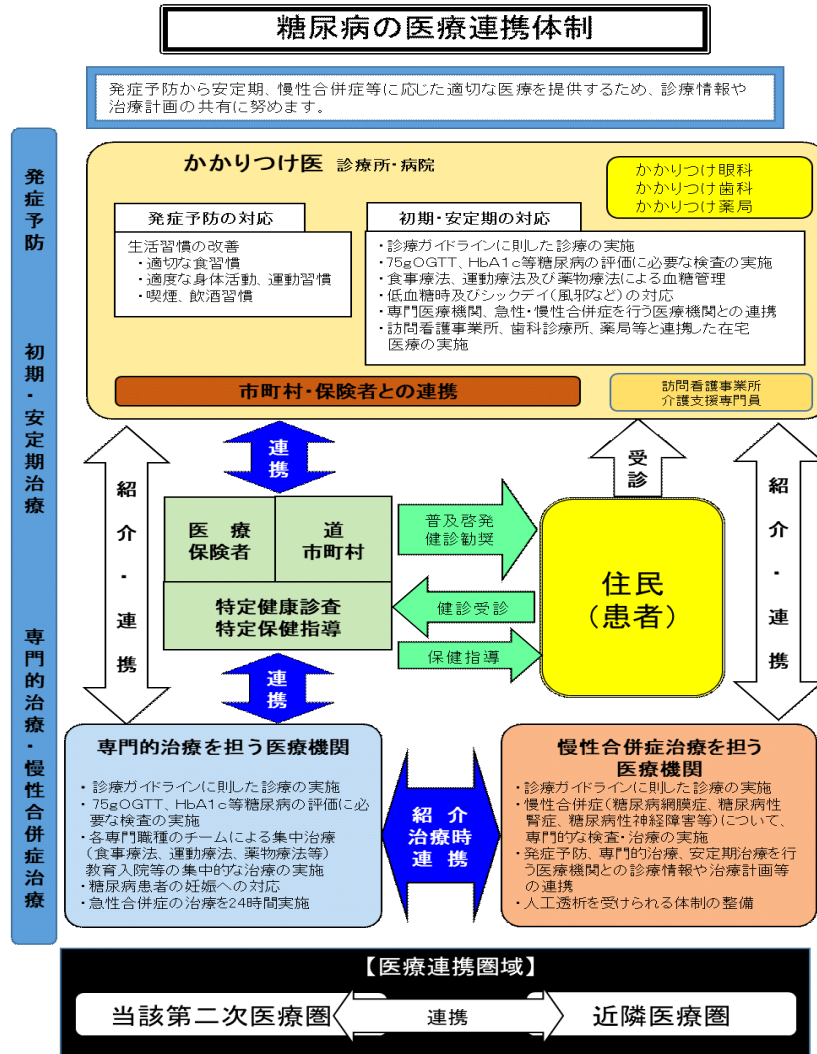 糖尿病の医療連携体制
発症予防から安定期、慢性合併症等に応じた適切な医療を提供するため、診療情報や
治療計画の共有に努めます。
発症予防
初期・安定期治療
専門的治療・慢性合併症治療
かかりつけ医 診療所・病院
かかりつけ眼科
かかりつけ歯科
かかりつけ薬局
発症予防の対応
生活習慣の改善
・適切な食習慣
・適度な身体活動、運動習慣
・喫煙、飲酒習慣
初期・安定期の対応
・診療ガイドラインに則した診療の実施
・75gOGTT、HbA1c等糖尿病の評価に必要な検査の実施
・食事療法、運動療法及び薬物療法による血糖管理
・低血糖時及びシックデイ(風邪など)の対応
・専門医療機関、急性・慢性合併症を行う医療機関との連携
・訪問看護事業所、歯科診療所、薬局等と連携した在宅
医療の実施
市町村・保険者との連携
訪問看護事業所
介護支援専門員
紹介・連携
連携
受診
紹介・連携
医療
保険者
道
市町村
特定健康診査
特定保健指導
普及啓発
健診勧奨
健診受診
保健指導
住民
(患者)
連携
専門的治療を担う医療機関
・診療ガイドラインに則した診療の実施
・75gOGTT、HbA1c等糖尿病の評価に必
要な検査の実施
・各専門職種のチームによる集中治療
(食事療法、運動療法、薬物療法等)
教育入院等の集中的な治療の実施
・糖尿病患者の妊娠への対応
・急性合併症の治療を24時間実施
紹介
治療時
連携
慢性合併症治療を担う
医療機関
・診療ガイドラインに則した診療の実施
・慢性合併症(糖尿病網膜症、糖尿病性
腎症、糖尿病性神経障害等)について、
専門的な検査・治療の実施
・発症予防、専門的治療、安定期治療を行
う医療機関との診療情報や治療計画等
の連携
・人工透析を受けられる体制の整備
【医療連携圏域】
当該第二次医療圏
連携
近隣医療圏